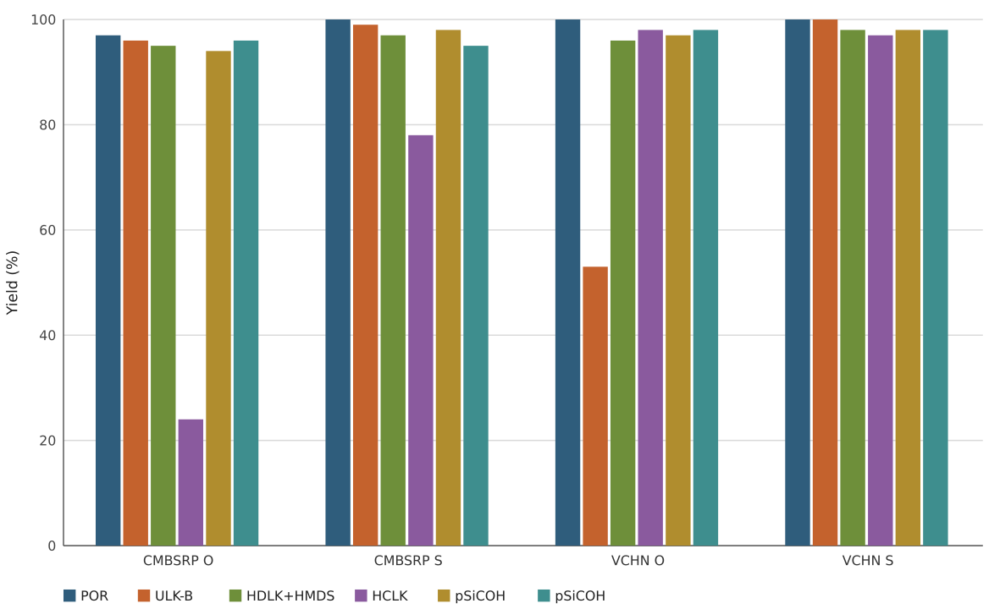 100
80
60
40
20
0
Yield (%)
CMBSRP O CMBSRP S VCHN O VCHN S
POR ULK-B HDLK+HMDS HCLK pSiCOH pSiCOH